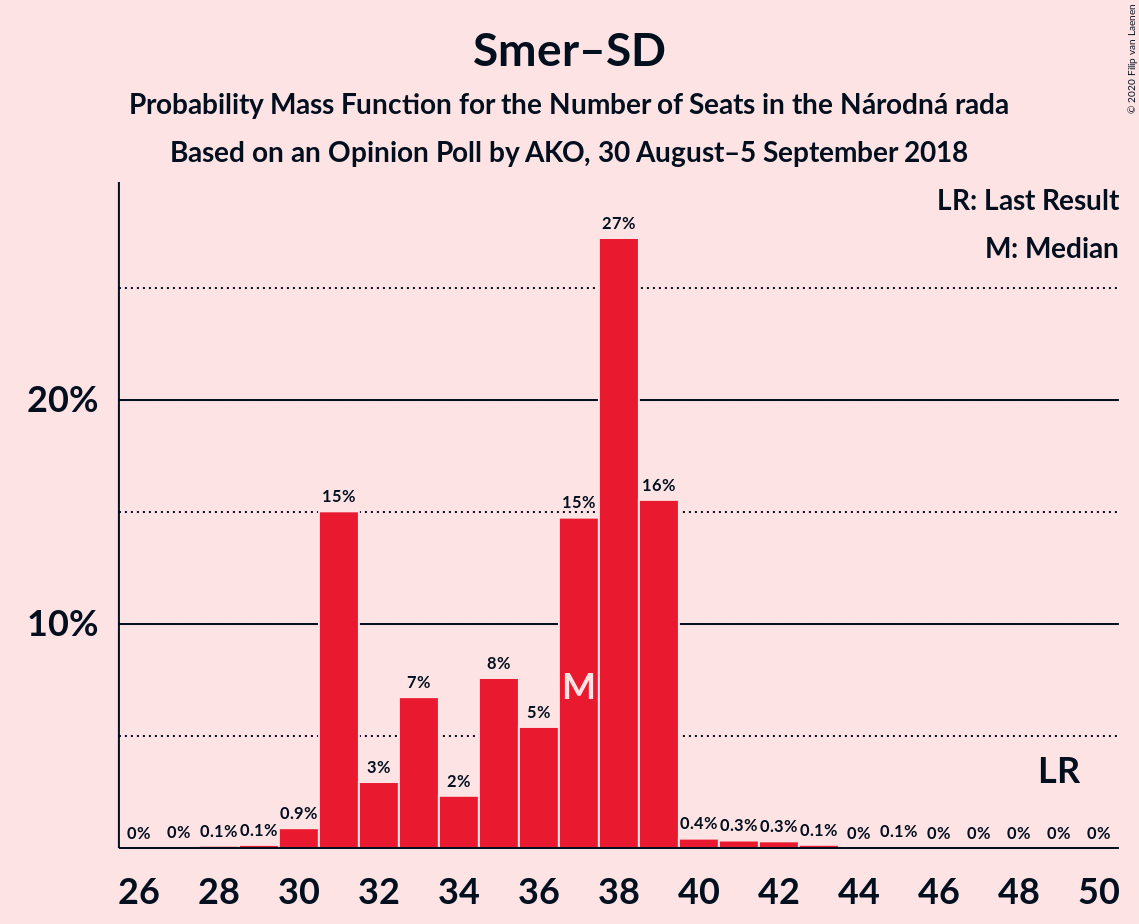 Smer–SD
Probability Mass Function for the Number of Seats in the Národná rada
Based on an Opinion Poll by AKO, 30 August–5 September 2018
© 2020 Filip van Laenen
LR: Last Result
M: Median
20%
10%
0% 0% 0.1% 0.1% 0.9% 15% 3% 7% 2% 8% 5% 15% 27% 16% 0.4% 0.3% 0.3% 0.1% 0% 0.1% 0% 0% 0% 0% 0%
M
LR
26 28 30 32 34 36 38 40 42 44 46 48 50